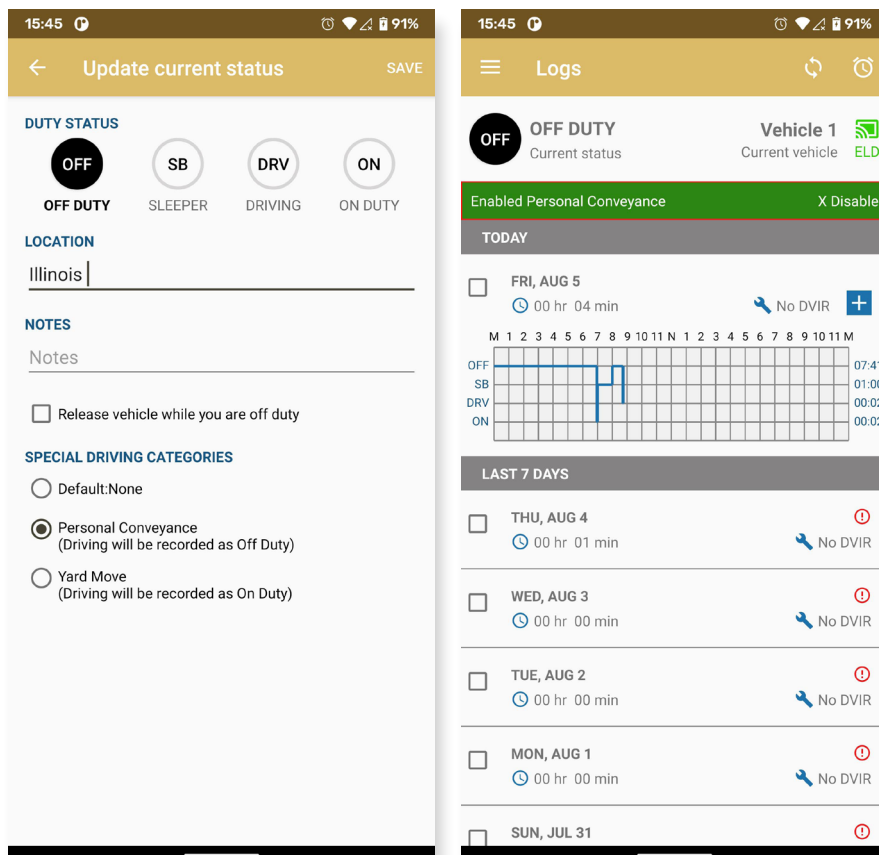 15:45
91%
Update current status
SAVE
DUTY STATUS
OFF
SB
DRV
ON
OFF DUTY
SLEEPER
DRIVING
ON DUTY
LOCATION
Illinois
NOTES
Notes
Release vehicle while you are off duty
SPECIAL DRIVING CATEGORIES
Default:None
Personal Conveyance
(Driving will be recorded as Off Duty)
Yard Move
(Driving will be recorded as On Duty)
15:45
91%
Logs
OFF
OFF DUTY
Current status
Vehicle 1
Current vehicle
ELD
Enabled Personal Conveyance
X Disable
TODAY
FRI, AUG 5
00 hr 04 min
No DVIR
M 1 2 3 4 5 6 7 8 9 10 11 N 1 2 3 4 5 6 7 8 9 10 11 M
OFF
SB
01:00
DRV
00:02
ON
00:02
LAST 7 DAYS
THU, AUG 4
00 hr 01 min
No DVIR
WED, AUG 3
00 hr 00 min
No DVIR
TUE, AUG 2
00 hr 00 min
No DVIR
MON, AUG 1
00 hr 00 min
No DVIR
SUN, JUL 31